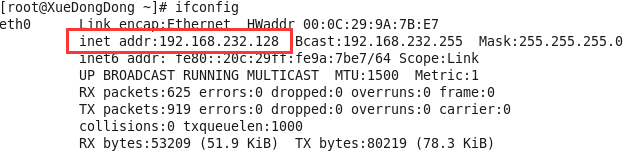 [root@XueDongDong ~]# ifconfig
eth0 Link encap:Ethernet HWaddr 00:0C:29:9A:7B:E7
inet addr:192.168.232.128 Bcast:192.168.232.255 Mask:255.255.255.0
inet6 addr: fe80::20c:29ff:fe9a:7be7/64 Scope:Link
UP BROADCAST RUNNING MULTICAST MTU:1500 Metric:1
RX packets:625 errors:0 dropped:0 overruns:0 frame:0
TX packets:919 errors:0 dropped:0 overruns:0 carrier:0
collisions:0 txqueuelen:1000
RX bytes:53209 (51.9 KiB) TX bytes:80219 (78.3 KiB)